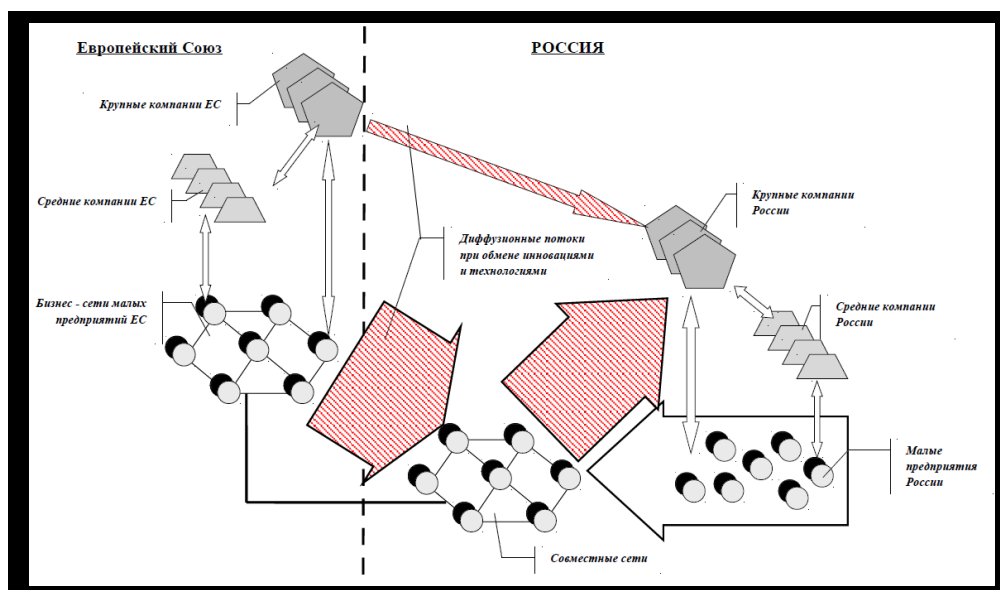 Европейский Союз
РОССИЯ
Крупные компании ЕС
Средние компании ЕС
Крупные компании
России
Диффузионные потоки
при обмене инновациями
и технологиями
Бизнес - сети малых
предприятий ЕС
Средние компании
России
Малые
предприятия
России
Совместные сети